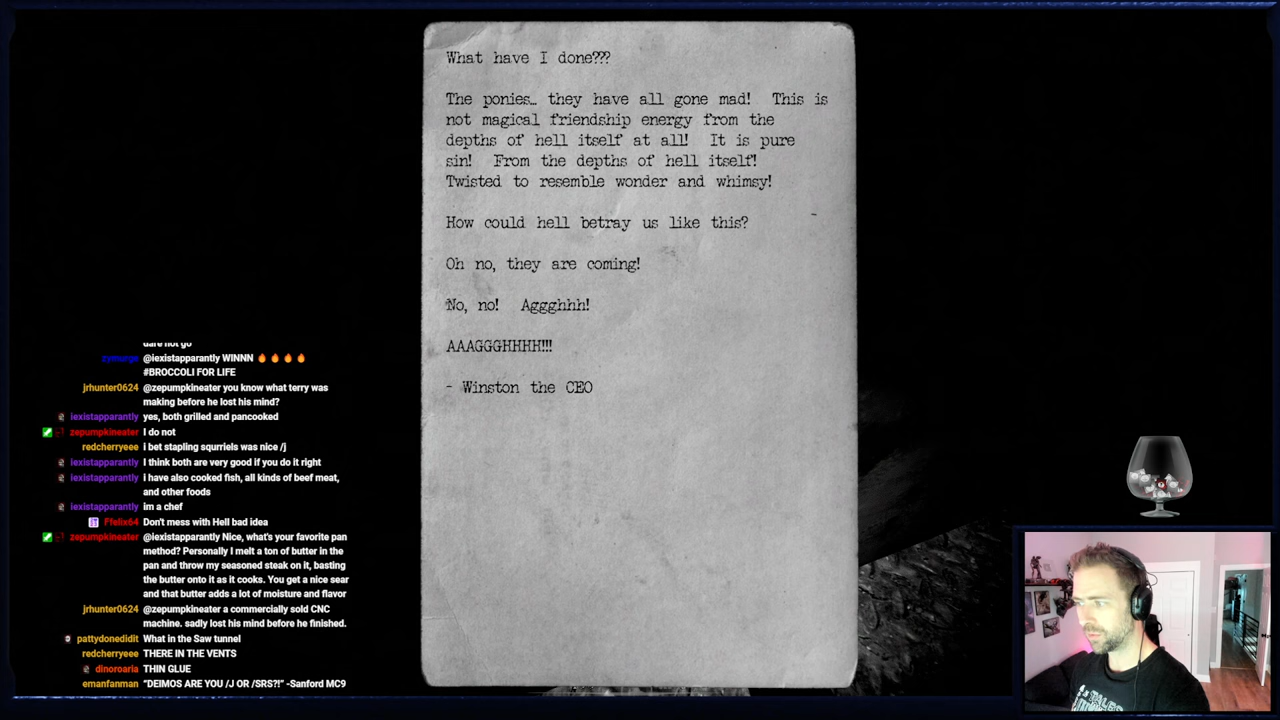 What have I done???
The ponies… they have all gone mad! This is
not magical friendship energy from the
depths of hell itself at all! It is pure
sin! From the depths of hell itself!
Twisted to resemble wonder and whimsy!
How could hell betray us like this?
Oh no, they are coming!
No, no! Aggghhh!
AAAGGGHHHH!!!
- Winston the CEO
dare not go
zymurgs @iexistapparantly WINNN 🔥 🔥 🔥 🔥
#BROCCOLI FOR LIFE
jrhunter0624 @zepumpkineater you know what terry was
making before he lost his mind?
iexistapparantly yes, both grilled and pancooked
zepumpkineater I do not
redcherryeee i bet stapling squrriels was nice /j
iexistapparantly I think both are very good if you do it right
iexistapparantly i have also cooked fish, all kinds of beef meat,
and other foods
iexistapparantly im a chef
Ffelix64 Don't mess with Hell bad idea
zepumpkineater @iexistapparantly Nice, what's your favorite pan
method? Personally I melt a ton of butter in the
pan and throw my seasoned steak on it, basting
the butter onto it as it cooks. You get a nice sear
and that butter adds a lot of moisture and flavor
jrhunter0624 @zepumpkineater a commercially sold CNC
machine. sadly lost his mind before he finished.
pattydonedidit What in the Saw tunnel
redcherryeee THERE IN THE VENTS
dinoroaria THIN GLUE
emanfanman “DEIMOS ARE YOU /J OR /SRS?!” -Sanford MC9